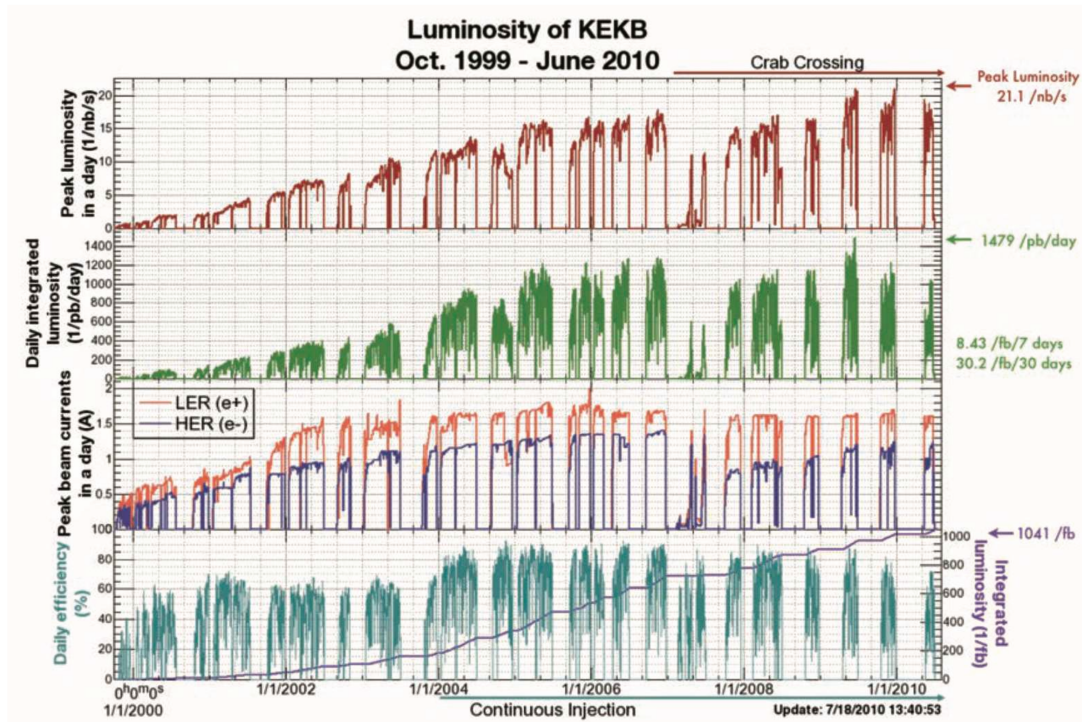 Luminosity of KEKB
Oct. 1999 - June 2010
Crab Crossing
Peak Luminosity
21.1 /nb/s
Peak luminosity
in a day (1/nb/s)
20
15
10
5
0
Daily integrated
luminosity
(1/pb/day)
1400
1200
1000
800
600
400
200
0
1479 /pb/day
8.43 /fb/7 days
30.2 /fb/30 days
Peak beam currents
in a day (A)
2
1.5
1
0.5
0
LER (e+)
HER (e-)
Daily efficiency
(%)
100
80
60
40
20
0
1041 /fb
1000
800
600
400
200
0
Integrated
luminosity (1/fb)
0h0m0s
1/1/2000
1/1/2002
1/1/2004
1/1/2006
1/1/2008
1/1/2010
Continuous Injection
Update: 7/18/2010 13:40:53